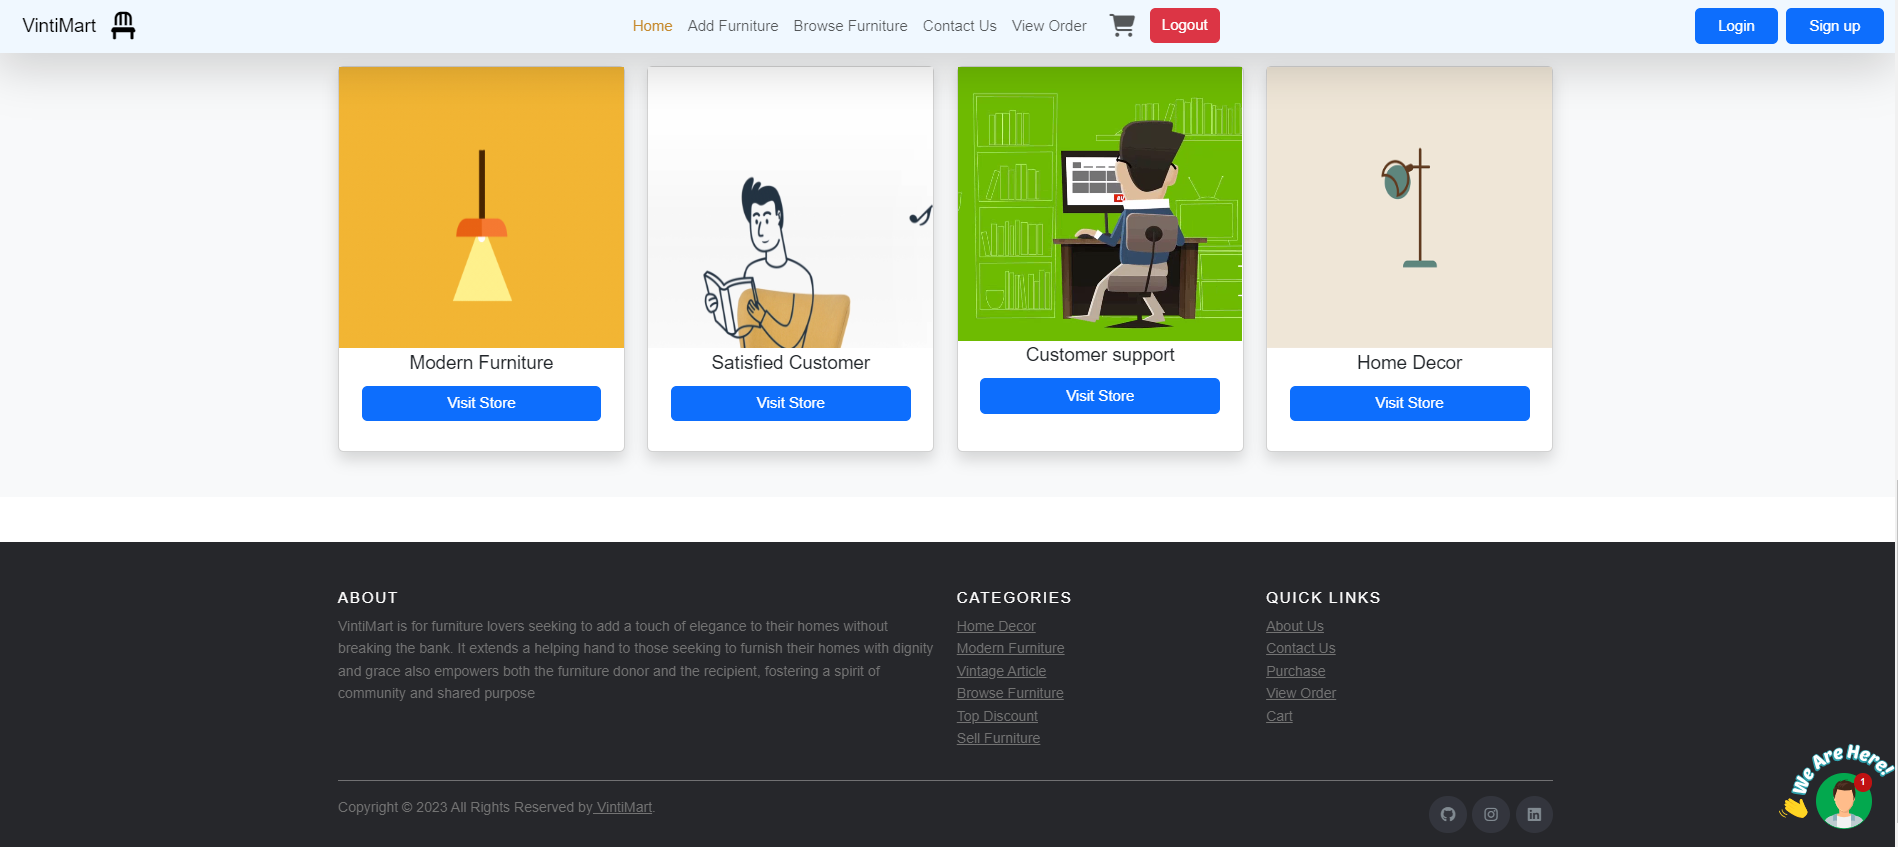 VintiMart
Home Add Furniture Browse Furniture Contact Us View Order Logout
Login Sign up
Modern Furniture
Visit Store
Satisfied Customer
Visit Store
Customer support
Visit Store
Home Decor
Visit Store
ABOUT
VintiMart is for furniture lovers seeking to add a touch of elegance to their homes without
breaking the bank. It extends a helping hand to those seeking to furnish their homes with dignity
and grace also empowers both the furniture donor and the recipient, fostering a spirit of
community and shared purpose
CATEGORIES
Home Decor
Modern Furniture
Vintage Article
Browse Furniture
Top Discount
Sell Furniture
QUICK LINKS
About Us
Contact Us
Purchase
View Order
Cart
Copyright © 2023 All Rights Reserved by VintiMart.
We Are Here!
1